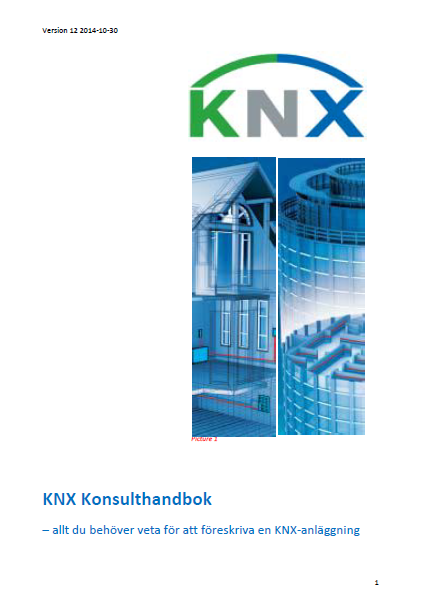 Version 12 2014-10-30
KNX
Picture 1
KNX Konsulthandbok
– allt du behöver veta för att föreskriva en KNX-anläggning
1